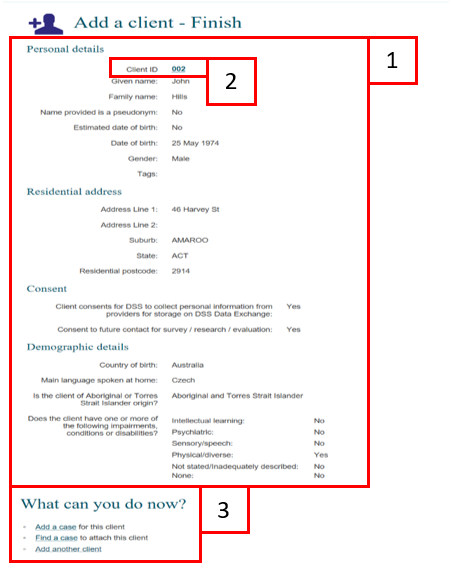 Add a client - Finish
Personal details
1
Client ID 002
2
Given name: John
Family name: Hills
Name provided is a pseudonym: No
Estimated date of birth: No
Date of birth: 25 May 1974
Gender: Male
Tags:
Residential address
Address Line 1: 46 Harvey St
Address Line 2:
Suburb: AMAROO
State: ACT
Residential postcode: 2914
Consent
Client consents for DSS to collect personal information from Yes
providers for storage on DSS Data Exchange:
Consent to future contact for survey / research / evaluation: Yes
Demographic details
Country of birth: Australia
Main language spoken at home: Czech
Is the client of Aboriginal or Torres Aboriginal and Torres Strait Islander
Strait Islander origin?
Does the client have one or more of Intellectual learning: No
the following impairments, Psychiatric: No
conditions or disabilities? Sensory/speech: No
Physical/diverse: Yes
Not stated/Inadequately described: No
None: No
What can you do now?
3
Add a case for this client
Find a case to attach this client
Add another client